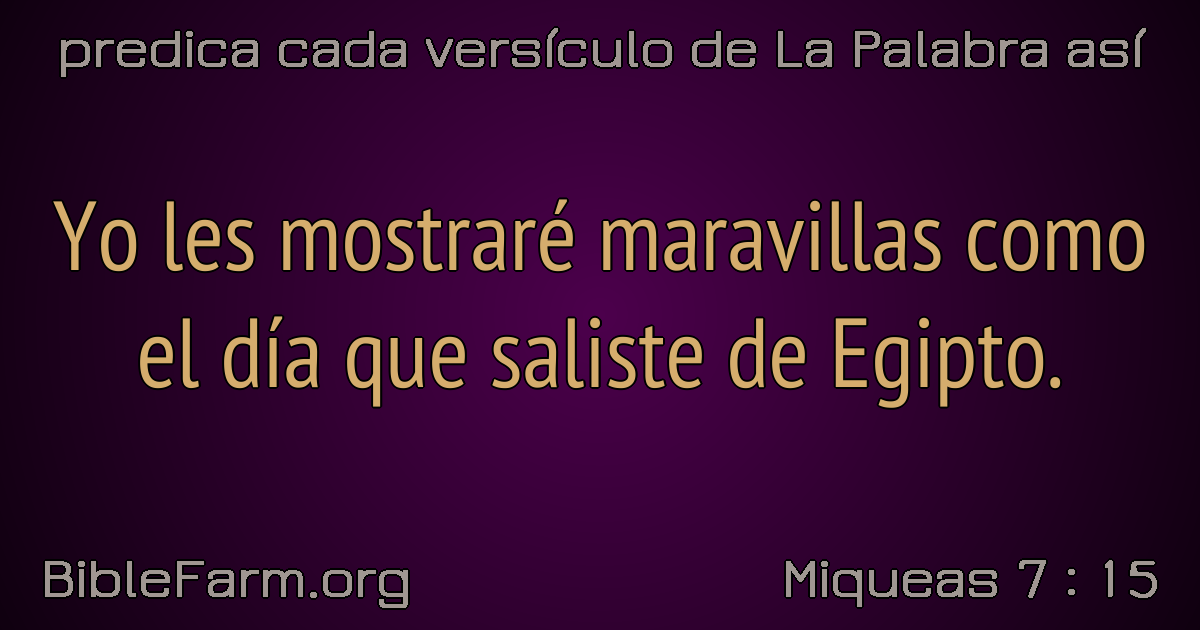 predica cada versículo de La Palabra así
Yo les mostraré maravillas como
el día que saliste de Egipto.
BibleFarm.org
Miqueas 7 : 15